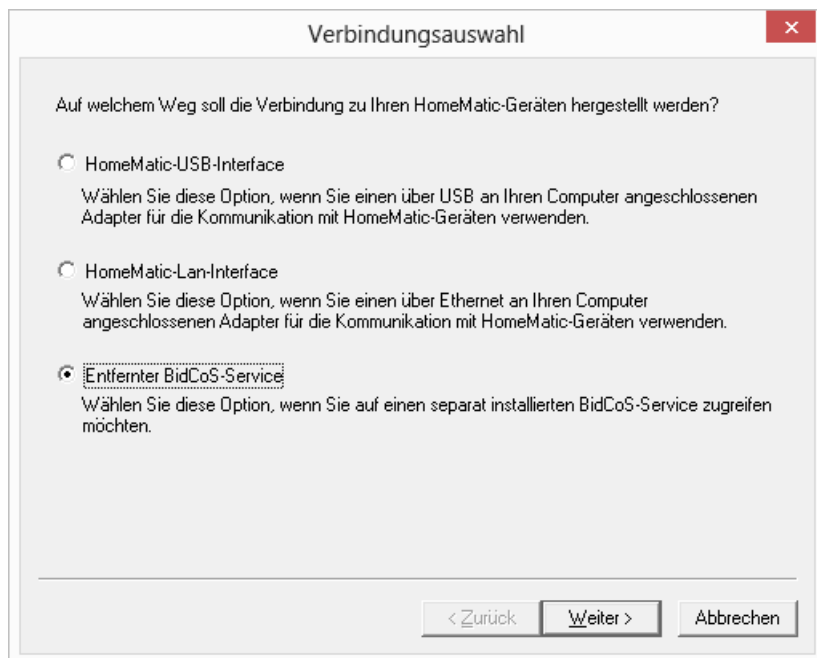 Verbindungsauswahl
Auf welchem Weg soll die Verbindung zu Ihren HomeMatic-Geräten hergestellt werden?
HomeMatic-USB-Interface
Wählen Sie diese Option, wenn Sie einen über USB an Ihren Computer angeschlossenen
Adapter für die Kommunikation mit HomeMatic-Geräten verwenden.
HomeMatic-Lan-Interface
Wählen Sie diese Option, wenn Sie einen über Ethernet an Ihren Computer
angeschlossenen Adapter für die Kommunikation mit HomeMatic-Geräten verwenden.
Entfernter BidCoS-Service
Wählen Sie diese Option, wenn Sie auf einen separat installierten BidCoS-Service zugreifen
möchten.
< Zurück Weiter > Abbrechen